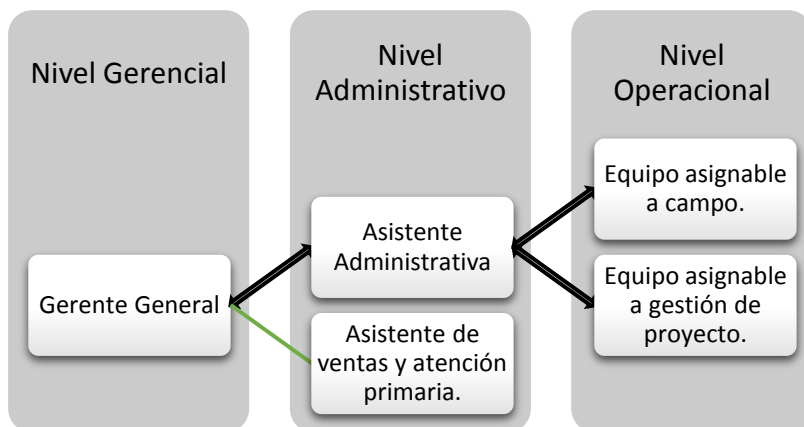 Nivel Gerencial
Gerente General
Nivel
Administrativo
Asistente
Administrativa
Asistente de
ventas y atención
primaria.
Nivel
Operacional
Equipo asignable
a campo.
Equipo asignable
a gestión de
proyecto.